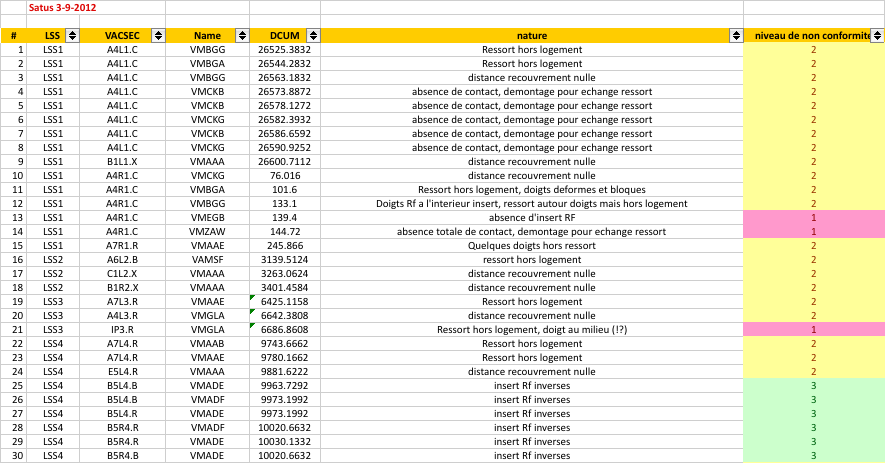 Satus 3-9-2012
# LSS VACSEC Name DCUM nature niveau de non conformite
1 LSS1 A4L1.C VMBGG 26525.3832 Ressort hors logement 2
2 LSS1 A4L1.C VMBGA 26544.2832 Ressort hors logement 2
3 LSS1 A4L1.C VMBGG 26563.1832 distance recouvrement nulle 2
4 LSS1 A4L1.C VMCKB 26573.8872 absence de contact, demontage pour echange ressort 2
5 LSS1 A4L1.C VMCKB 26578.1272 absence de contact, demontage pour echange ressort 2
6 LSS1 A4L1.C VMCKG 26582.3932 absence de contact, demontage pour echange ressort 2
7 LSS1 A4L1.C VMCKB 26586.6592 absence de contact, demontage pour echange ressort 2
8 LSS1 A4L1.C VMCKG 26590.9252 absence de contact, demontage pour echange ressort 2
9 LSS1 B1L1.X VMAAA 26600.7112 distance recouvrement nulle 2
10 LSS1 A4R1.C VMCKG 76.016 distance recouvrement nulle 2
11 LSS1 A4R1.C VMBGA 101.6 Ressort hors logement, doigts deformes et bloques 2
12 LSS1 A4R1.C VMBGG 133.1 Doigts Rf a l'interieur insert, ressort autour doigts mais hors logement 2
13 LSS1 A4R1.C VMEGB 139.4 absence d'insert RF 1
14 LSS1 A4R1.C VMZAW 144.72 absence totale de contact, demontage pour echange ressort 1
15 LSS1 A7R1.R VMAAE 245.866 Quelques doigts hors ressort 2
16 LSS2 A6L2.B VAMSF 3139.5124 ressort hors logement 2
17 LSS2 C1L2.X VMAAA 3263.0624 distance recouvrement nulle 2
18 LSS2 B1R2.X VMAAA 3401.4584 distance recouvrement nulle 2
19 LSS3 A7L3.R VMAAE 6425.1158 Ressort hors logement 2
20 LSS3 A4L3.R VMGLA 6642.3808 distance recouvrement nulle 2
21 LSS3 IP3.R VMGLA 6686.8608 Ressort hors logement, doigt au milieu (!?) 1
22 LSS4 A7L4.R VMAAB 9743.6662 Ressort hors logement 2
23 LSS4 A7L4.R VMAAE 9780.1662 Ressort hors logement 2
24 LSS4 E5L4.R VMAAA 9881.6222 distance recouvrement nulle 2
25 LSS4 B5L4.B VMADE 9963.7292 insert Rf inverses 3
26 LSS4 B5L4.B VMADF 9973.1992 insert Rf inverses 3
27 LSS4 B5L4.R VMADE 9973.1992 insert Rf inverses 3
28 LSS4 B5R4.R VMADF 10020.6632 insert Rf inverses 3
29 LSS4 B5R4.R VMADE 10030.1332 insert Rf inverses 3
30 LSS4 B5R4.B VMADE 10020.6632 insert Rf inverses 3